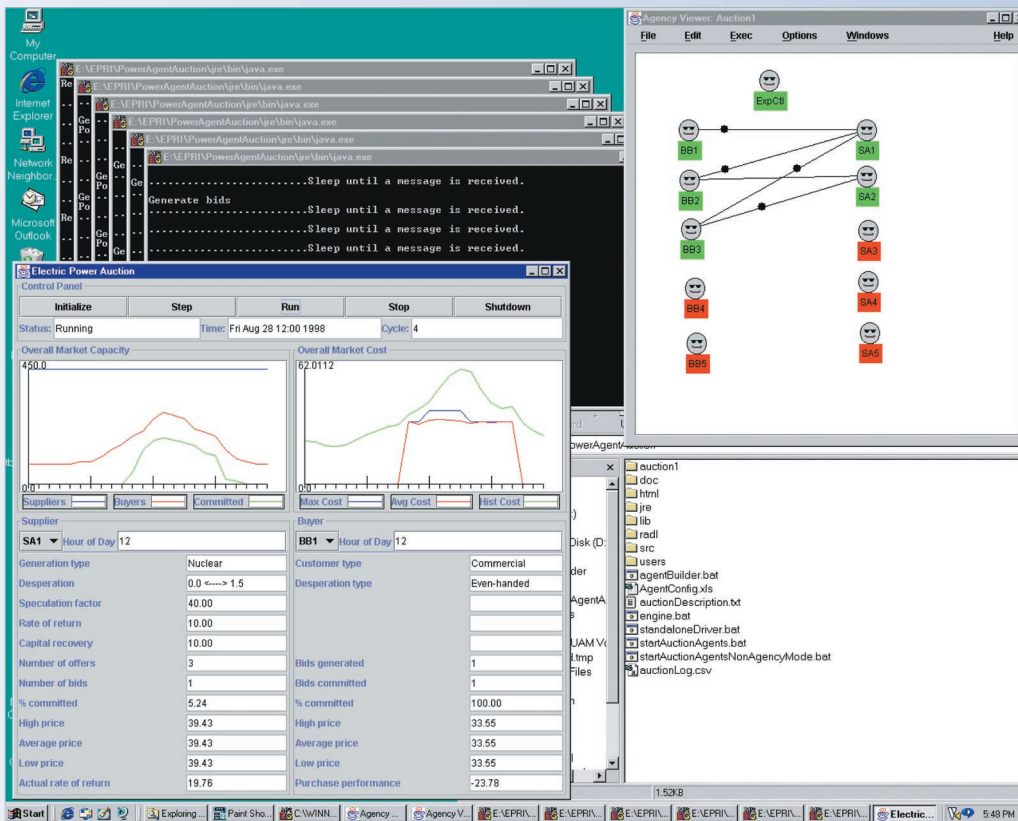 My
Computer
Internet
Explorer
Network
Neighbor...
Microsoft
Outlook
E:\EPRI\PowerAgentAuction\jre\bin\java.exe
E:\EPRI\PowerAgentAuction\jre\bin\java.exe
E:\EPRI\PowerAgentAuction\jre\bin\java.exe
E:\EPRI\PowerAgentAuction\jre\bin\java.exe
E:\EPRI\PowerAgentAuction\jre\bin\java.exe
E:\EPRI\PowerAgentAuction\jre\bin\java.exe
.........................Sleep until a message is received.
Generate bids
.........................Sleep until a message is received.
.........................Sleep until a message is received.
.........................Sleep until a message is received.
Agency Viewer: Auction1
File Edit Exec Options Windows Help
ExpCtl
BB1 SA1
BB2 SA2
BB3 SA3
BB4 SA4
BB5 SA5
Electric Power Auction
Control Panel
Initialize Step Run Stop Shutdown
Status: Running Time: Fri Aug 28 12:00 1998 Cycle: 4
Overall Market Capacity
450.0
0.0
Suppliers Buyers Committed
Overall Market Cost
62.0112
0.0
Max Cost Avg Cost Hist Cost
Supplier
SA1 Hour of Day 12
Generation type Nuclear
Desperation 0.0 <----> 1.5
Speculation factor 40.00
Rate of return 10.00
Capital recovery 10.00
Number of offers 3
Number of bids 1
% committed 5.24
High price 39.43
Average price 39.43
Low price 39.43
Actual rate of return 19.76
Buyer
BB1 Hour of Day 12
Customer type Commercial
Desperation type Even-handed
Bids generated 1
Bids committed 1
% committed 100.00
High price 33.55
Average price 33.55
Low price 33.55
Purchase performance -23.78
auction1
doc
html
jre
lib
radl
src
users
agentBuilder.bat
AgentConfig.xls
auctionDescription.txt
engine.bat
standaloneDriver.bat
startAuctionAgents.bat
startAuctionAgentsNonAgencyMode.bat
auctionLog.csv
1.52KB
Start Exploring ... Paint Sho... C:\WINN... Agency ... Agency V... E:\EPRI\... E:\EPRI\... E:\EPRI\... E:\EPRI\... E:\EPRI\... E:\EPRI\... Electric... 5:48 PM